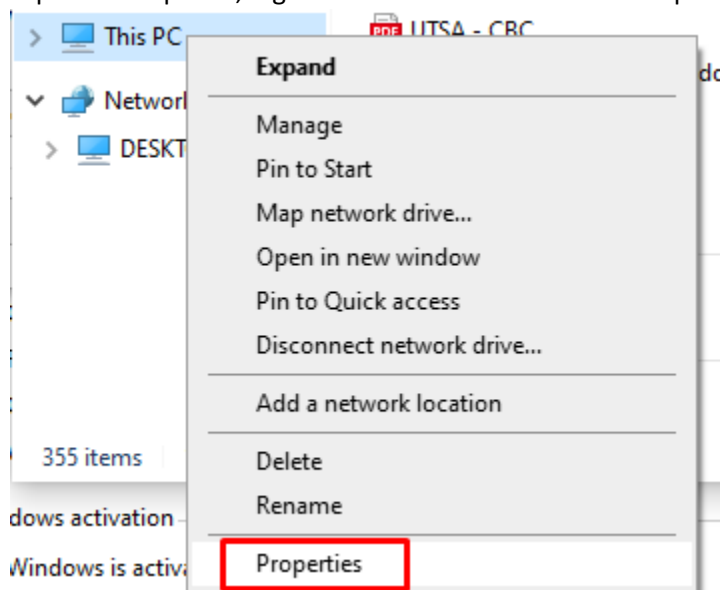 This PC
PDF UTSA - CBC
Expand
Network
Manage
DESKT
Pin to Start
Map network drive...
Open in new window
Pin to Quick access
Disconnect network drive...
Add a network location
355 items
Delete
Rename
dows activation
Windows is activa
Properties